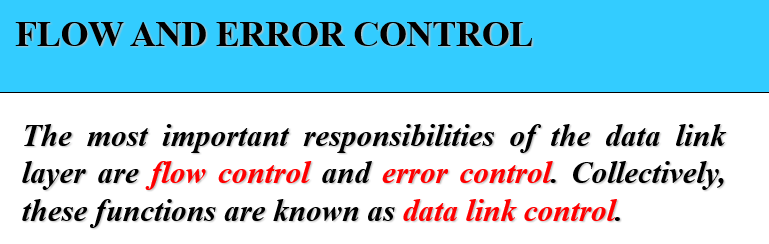 FLOW AND ERROR CONTROL
The most important responsibilities of the data link
layer are flow control and error control. Collectively,
these functions are known as data link control.